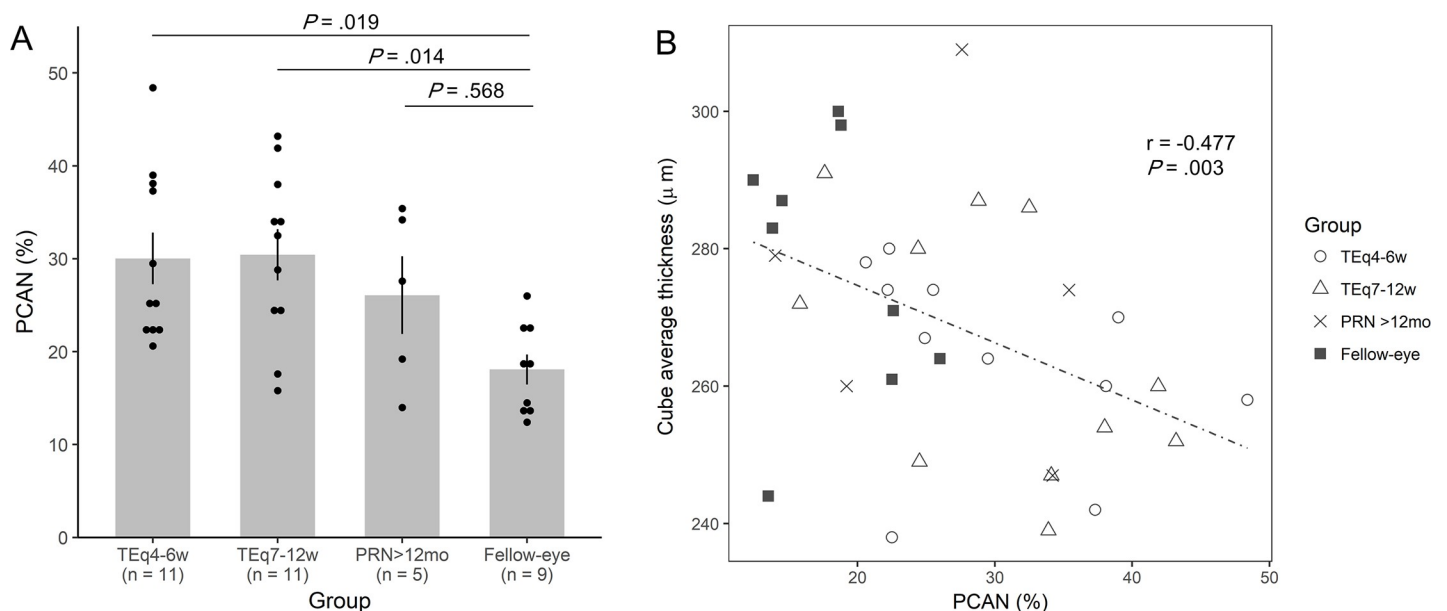 A
P = .019
P = .014
P = .568
PCAN (%)
50
40
30
20
10
0
TEq4-6w
(n = 11)
TEq7-12w
(n = 11)
PRN>12mo
(n = 5)
Fellow-eye
(n = 9)
Group
B
Cube average thickness (μ m)
300
280
260
240
r = -0.477
P = .003
20
30
40
50
PCAN (%)
Group
TEq4-6w
TEq7-12w
PRN >12mo
Fellow-eye